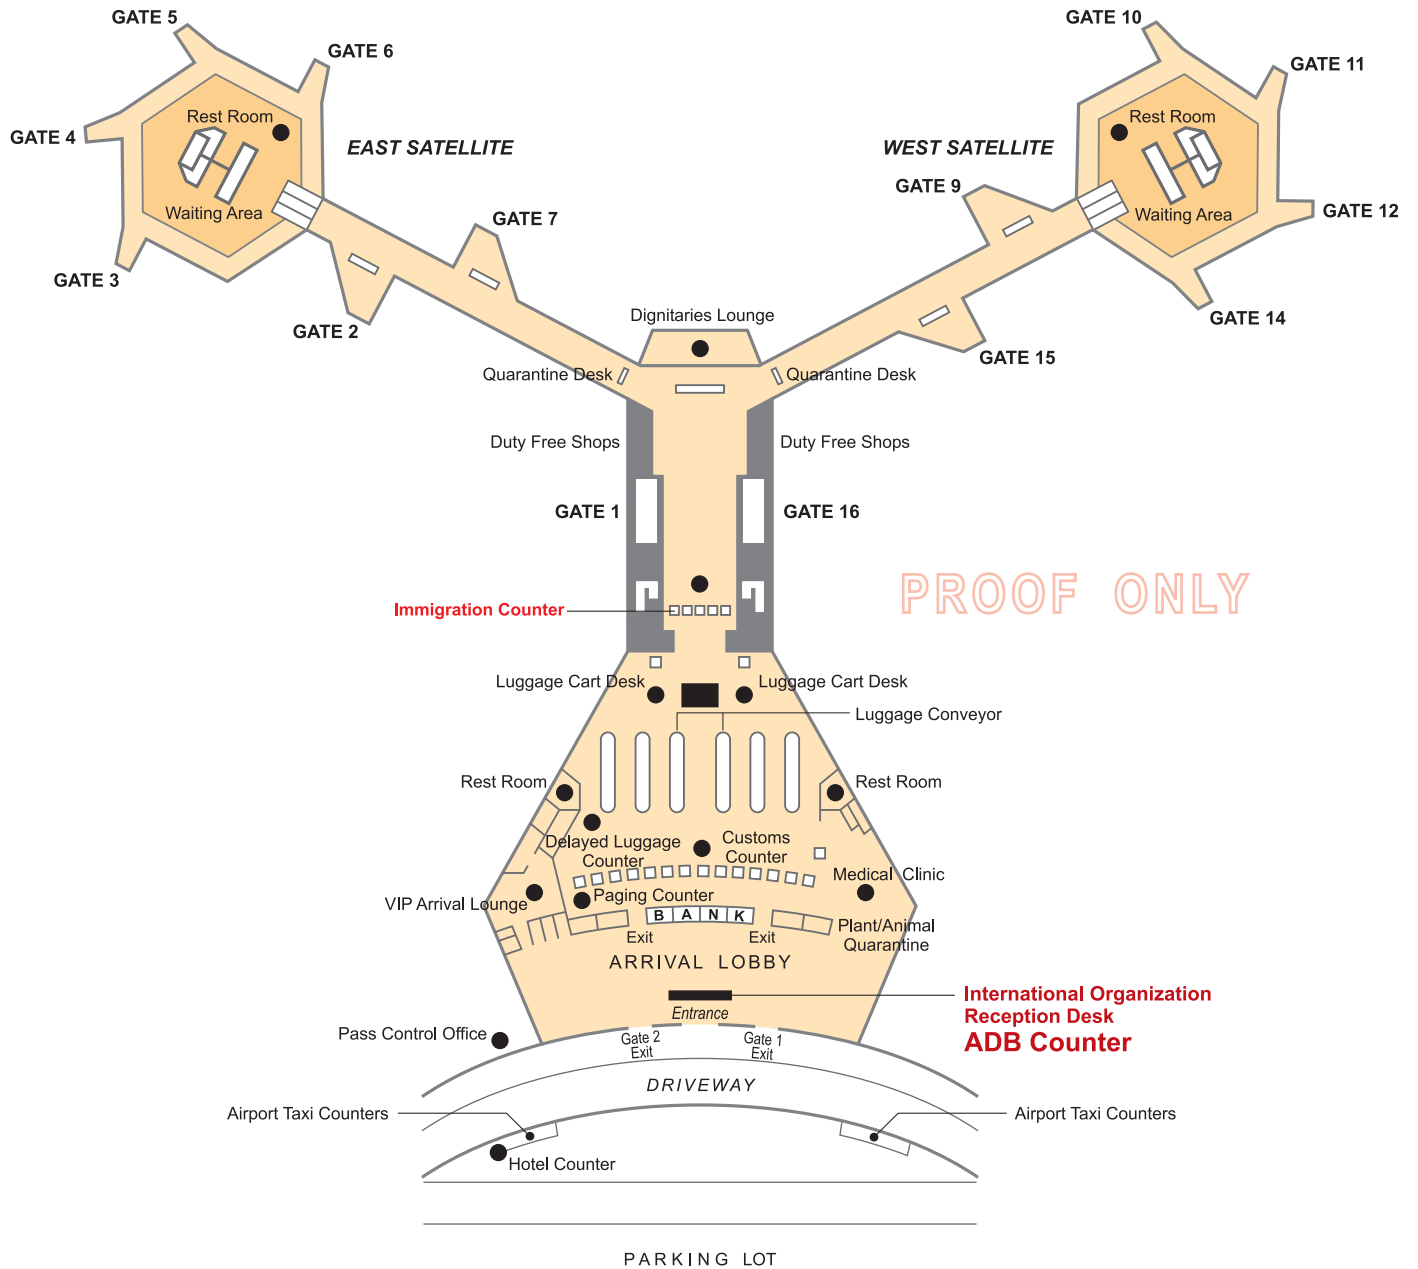 GATE 5
GATE 10
GATE 6
GATE 11
Rest Room
Rest Room
GATE 4
EAST SATELLITE
WEST SATELLITE
GATE 9
Waiting Area
GATE 7
Waiting Area
GATE 12
GATE 3
GATE 2
Dignitaries Lounge
GATE 14
GATE 15
Quarantine Desk
Quarantine Desk
Duty Free Shops
Duty Free Shops
GATE 1
GATE 16
PROOF ONLY
Immigration Counter
Luggage Cart Desk
Luggage Cart Desk
Luggage Conveyor
Rest Room
Rest Room
Delayed Luggage
Counter
Customs
Counter
Medical Clinic
VIP Arrival Lounge
Paging Counter
BANK
Plant/Animal
Quarantine
Exit
Exit
ARRIVAL LOBBY
International Organization
Reception Desk
ADB Counter
Entrance
Pass Control Office
Gate 2
Exit
Gate 1
Exit
DRIVEWAY
Airport Taxi Counters
Airport Taxi Counters
Hotel Counter
PARKING LOT